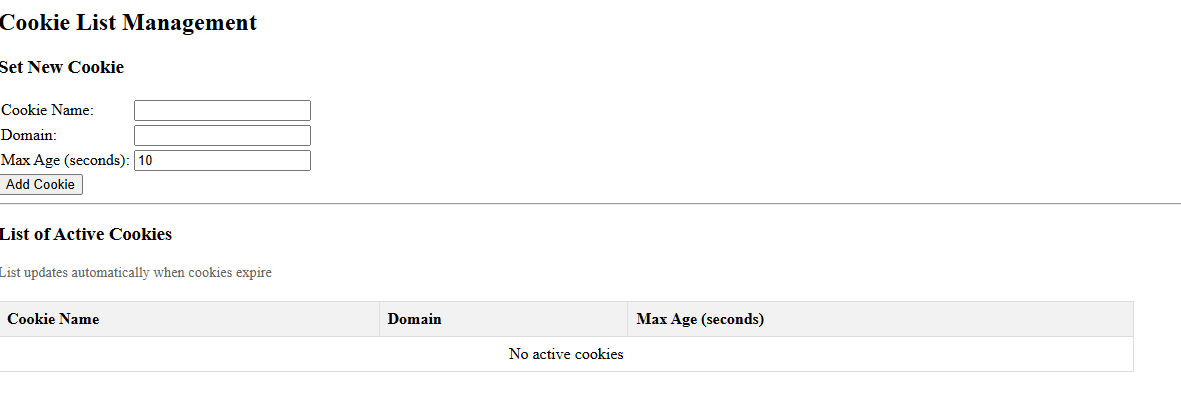 Cookie List Management
Set New Cookie
Cookie Name:
Domain:
Max Age (seconds): 10
Add Cookie
List of Active Cookies
List updates automatically when cookies expire
Cookie Name Domain Max Age (seconds)
No active cookies